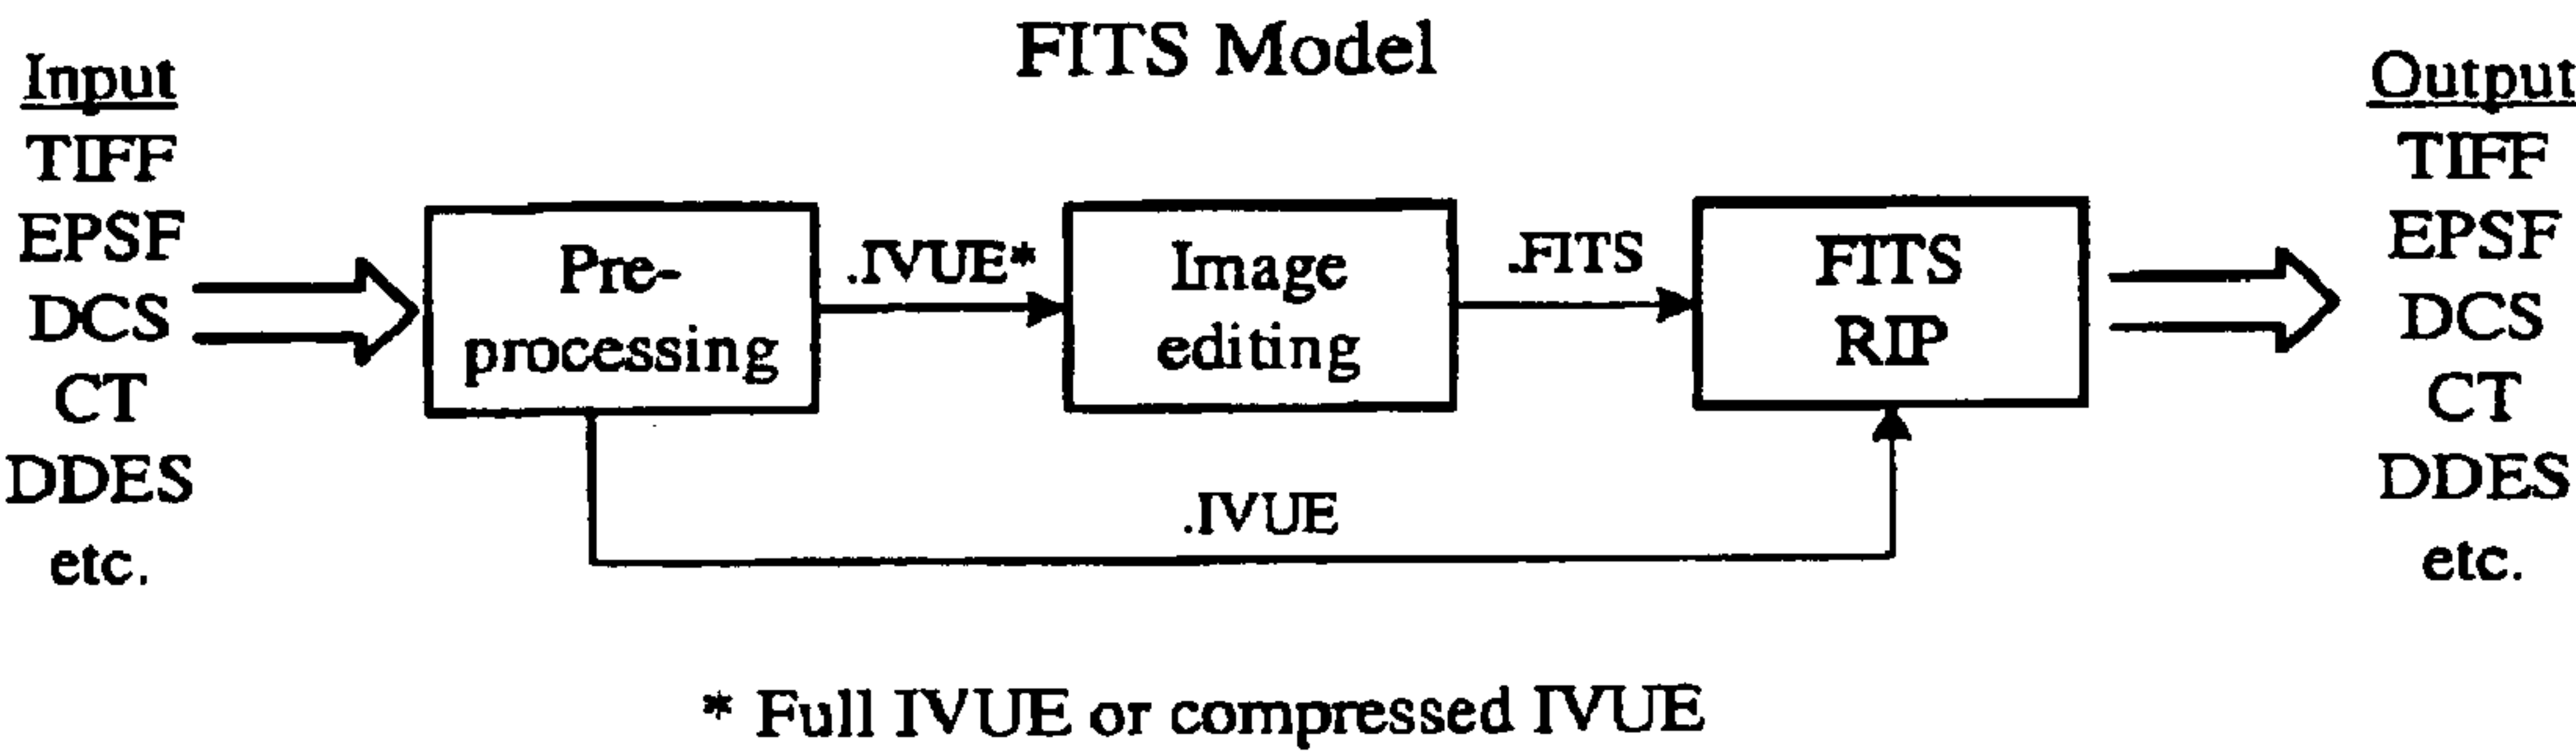 FITS Model
Input
TIFF
EPSF
DCS
CT
DDES
etc.
Pre-
processing
.IVUE*
Image
editing
.FITS
FITS
RIP
.IVUE
Output
TIFF
EPSF
DCS
CT
DDES
etc.
* Full IVUE or compressed IVUE